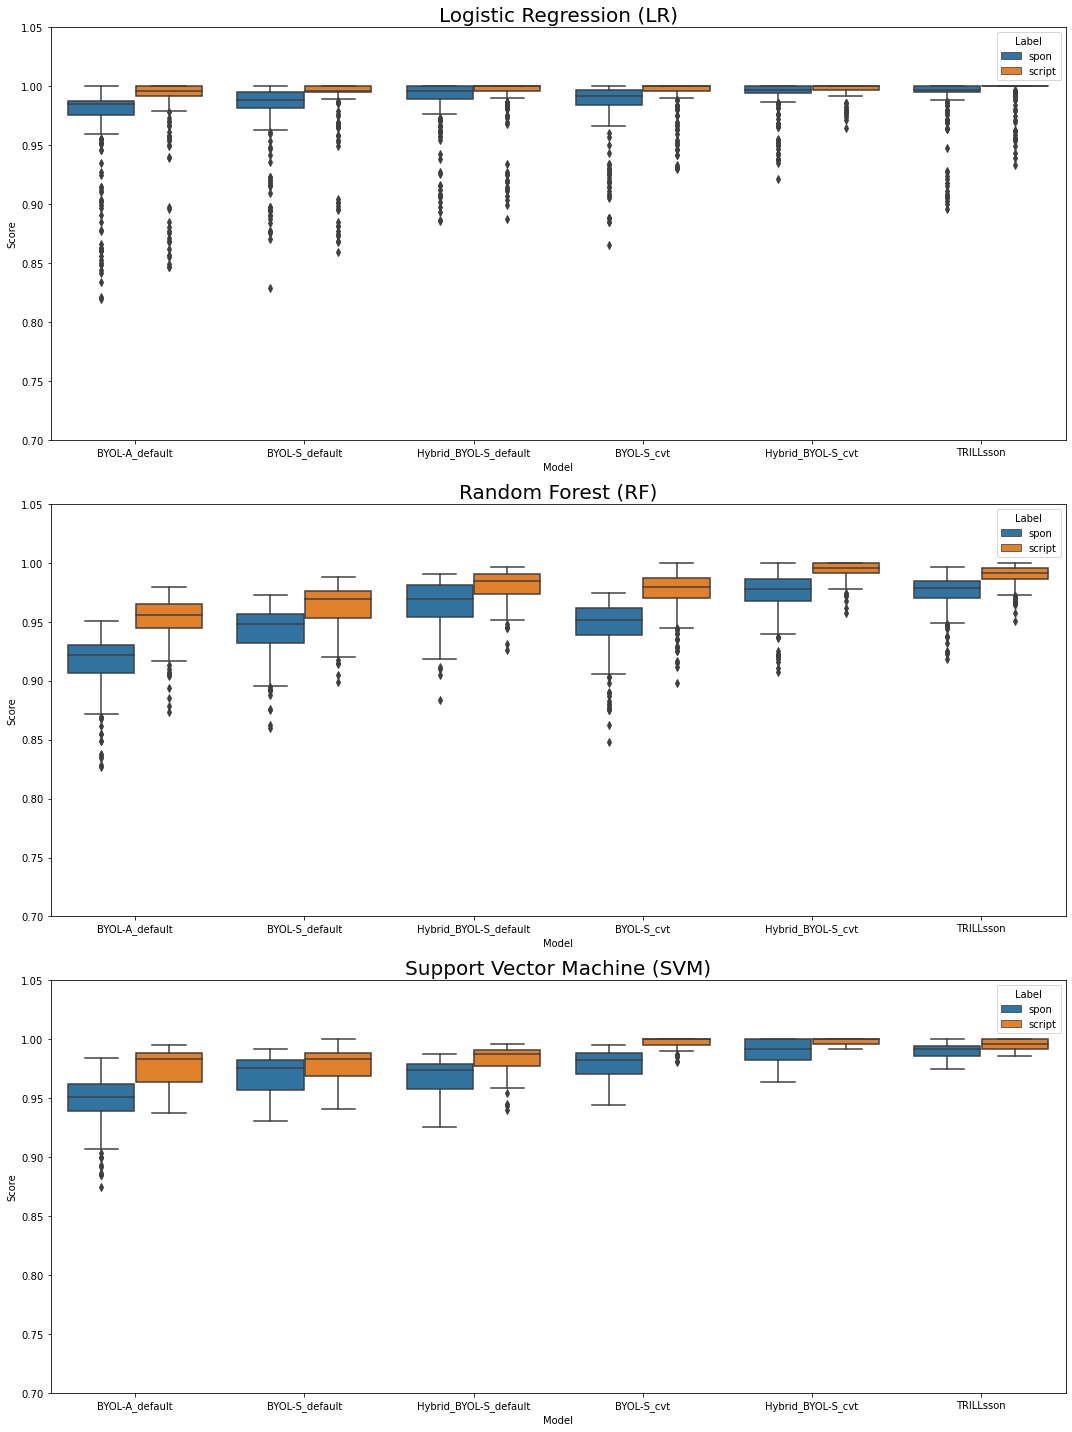 Logistic Regression (LR)
1.05
1.00
0.95
0.90
0.85
0.80
0.75
0.70
Score
Label
spon
script
BYOL-A_default
BYOL-S_default
Hybrid_BYOL-S_default
BYOL-S_cvt
Hybrid_BYOL-S_cvt
TRILLsson
Model
Random Forest (RF)
1.05
1.00
0.95
0.90
0.85
0.80
0.75
0.70
Score
Label
spon
script
BYOL-A_default
BYOL-S_default
Hybrid_BYOL-S_default
BYOL-S_cvt
Hybrid_BYOL-S_cvt
TRILLsson
Model
Support Vector Machine (SVM)
1.05
1.00
0.95
0.90
0.85
0.80
0.75
0.70
Score
Label
spon
script
BYOL-A_default
BYOL-S_default
Hybrid_BYOL-S_default
BYOL-S_cvt
Hybrid_BYOL-S_cvt
TRILLsson
Model